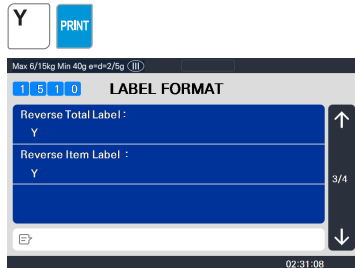 Y
PRINT
Max 6/15kg Min 40g e=d=2/5g III
1 5 1 0 LABEL FORMAT
Reverse Total Label :
Y
Reverse Item Label :
Y
3/4
02:31:08